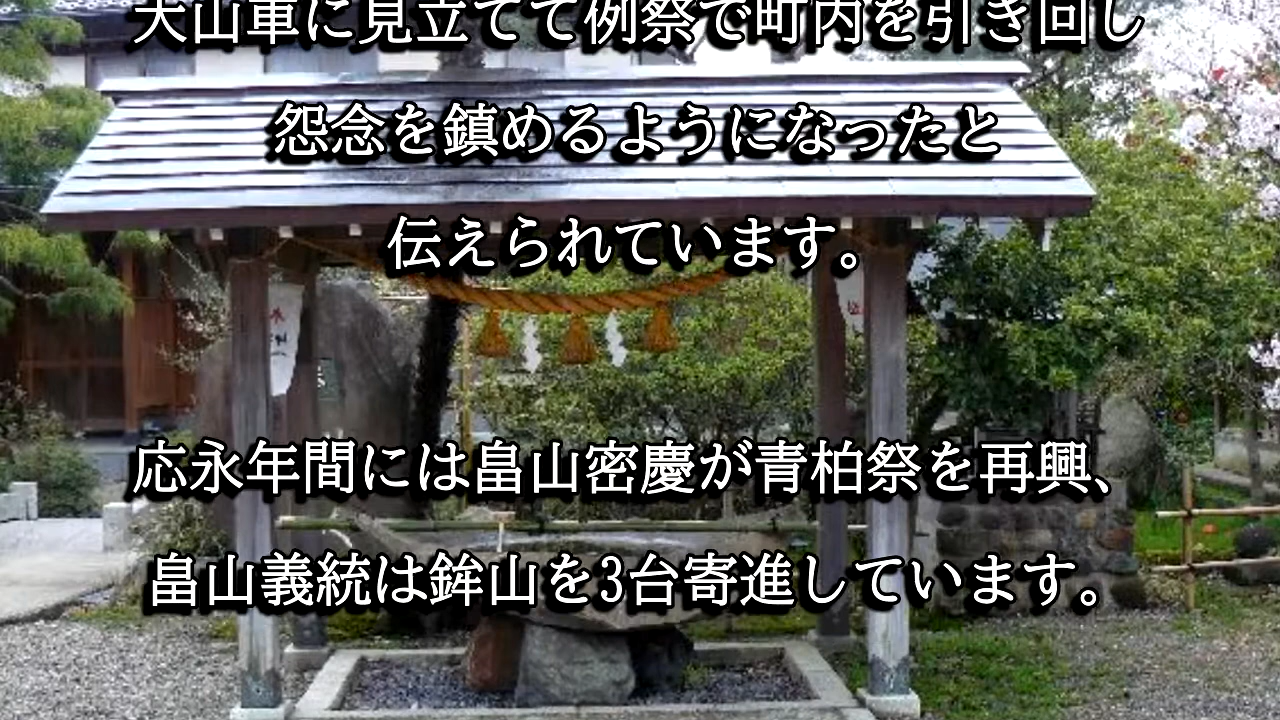 大山車に見立てて例祭で町内を引き回し
怨念を鎮めるようになったと
伝えられています。
応永年間には畠山密慶が青柏祭を再興、
畠山義統は鉾山を3台寄進しています。